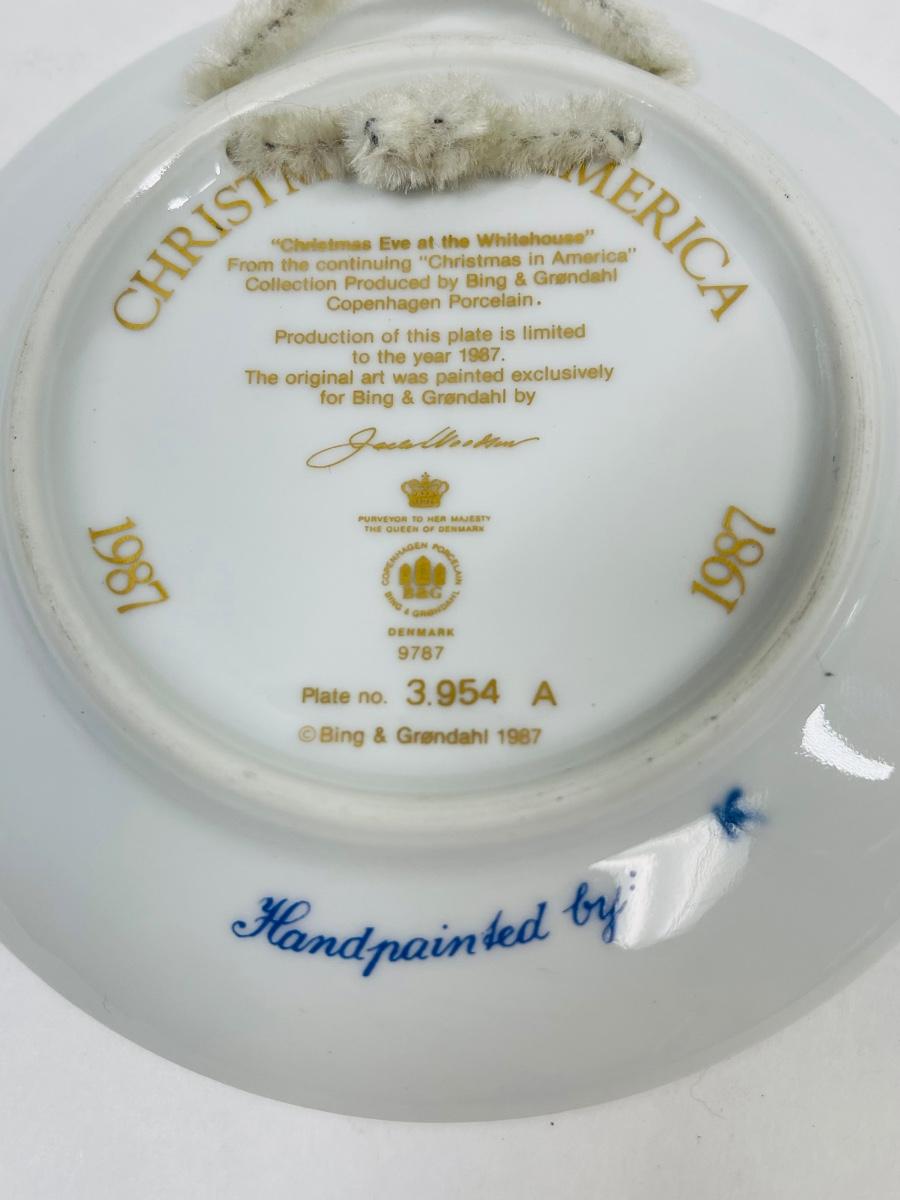 CHRISTM MERICA
"Christmas Eve at the Whitehouse"
From the continuing "Christmas in America"
Collection Produced by Bing & Grøndahl
Copenhagen Porcelain.
Production of this plate is limited
to the year 1987.
The original art was painted exclusively
for Bing & Grøndahl by
Jack Woodson
PURVEYOR TO HER MAJESTY
THE QUEEN OF DENMARK
1987
1987
COPENHAGEN PORCELAIN
B&G
BING & GRØNDAHL
DENMARK
9787
Plate no. 3.954 A
©Bing & Grøndahl 1987
Handpainted by: